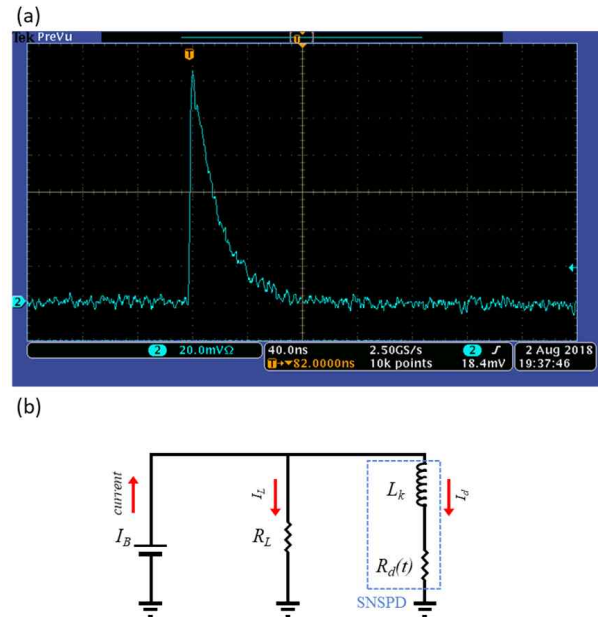 (a)
Tek PreVu
T
T
2
2 20.0mVΩ
40.0ns 2.50GS/s 2 ʃ 2 Aug 2018
T→▼82.0000ns 10k points 18.4mV 19:37:46
(b)
current
I_L
L_k
I_d
I_B
R_L
R_d(t)
SNSPD